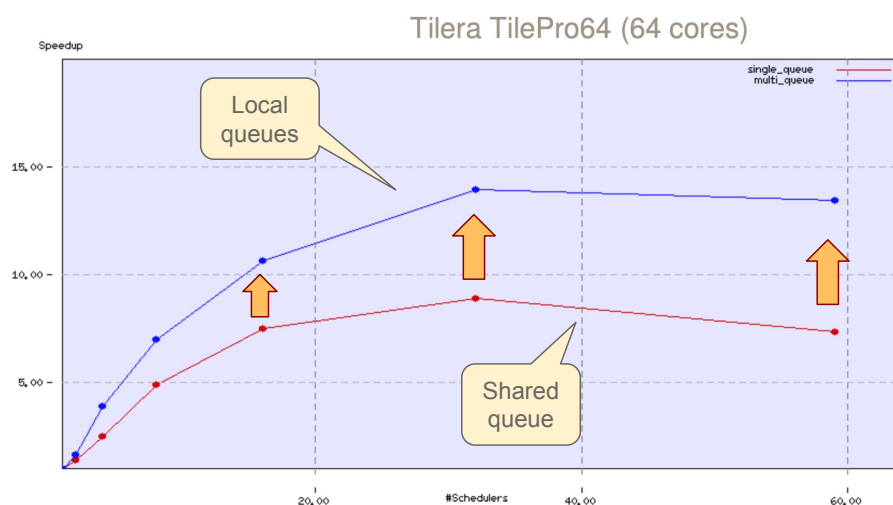 Tilera TilePro64 (64 cores)
Speedup
single_queue
multi_queue
Local
queues
15.00
10.00
5.00
Shared
queue
20.00
#Schedulers
40.00
60.00